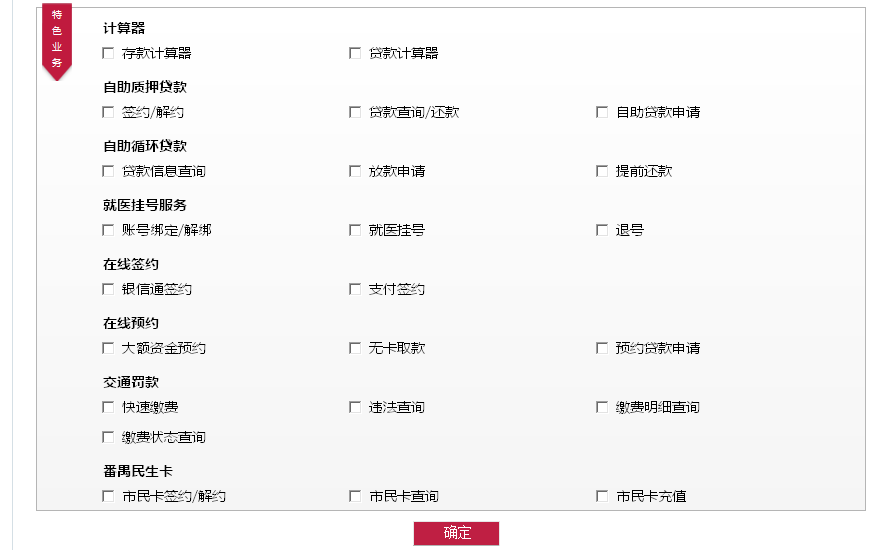 特色业务
计算器
存款计算器 贷款计算器
自助质押贷款
签约/解约 贷款查询/还款 自助贷款申请
自助循环贷款
贷款信息查询 放款申请 提前还款
就医挂号服务
账号绑定/解绑 就医挂号 退号
在线签约
银信通签约 支付签约
在线预约
大额资金预约 无卡取款 预约贷款申请
交通罚款
快速缴费 违法查询 缴费明细查询
缴费状态查询
番禺民生卡
市民卡签约/解约 市民卡查询 市民卡充值
确定